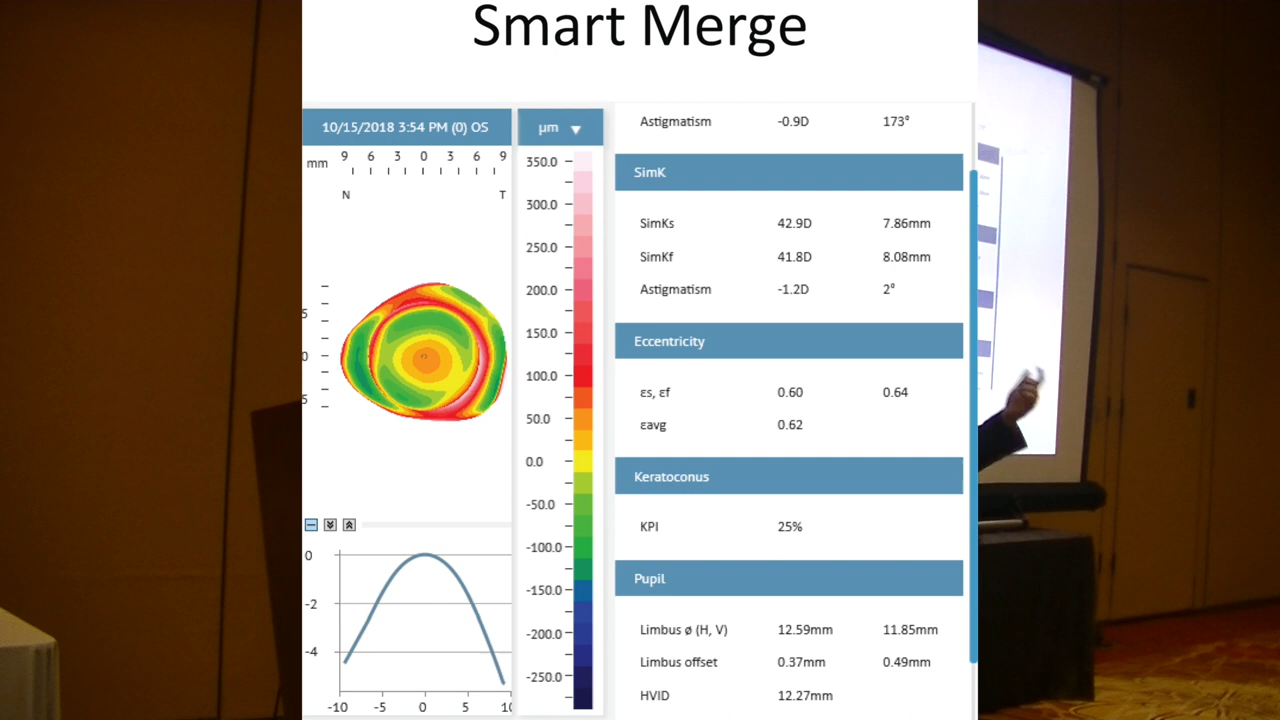 Smart Merge
10/15/2018 3:54 PM (0) OS
µm
mm 9 6 3 0 3 6 9
N T
5
0
5
350.0
300.0
250.0
200.0
150.0
100.0
50.0
0.0
-50.0
-100.0
-150.0
-200.0
-250.0
0
-2
-4
-10 -5 0 5 10
Astigmatism -0.9D 173°
SimK
SimKs 42.9D 7.86mm
SimKf 41.8D 8.08mm
Astigmatism -1.2D 2°
Eccentricity
εs, εf 0.60 0.64
εavg 0.62
Keratoconus
KPI 25%
Pupil
Limbus ø (H, V) 12.59mm 11.85mm
Limbus offset 0.37mm 0.49mm
HVID 12.27mm